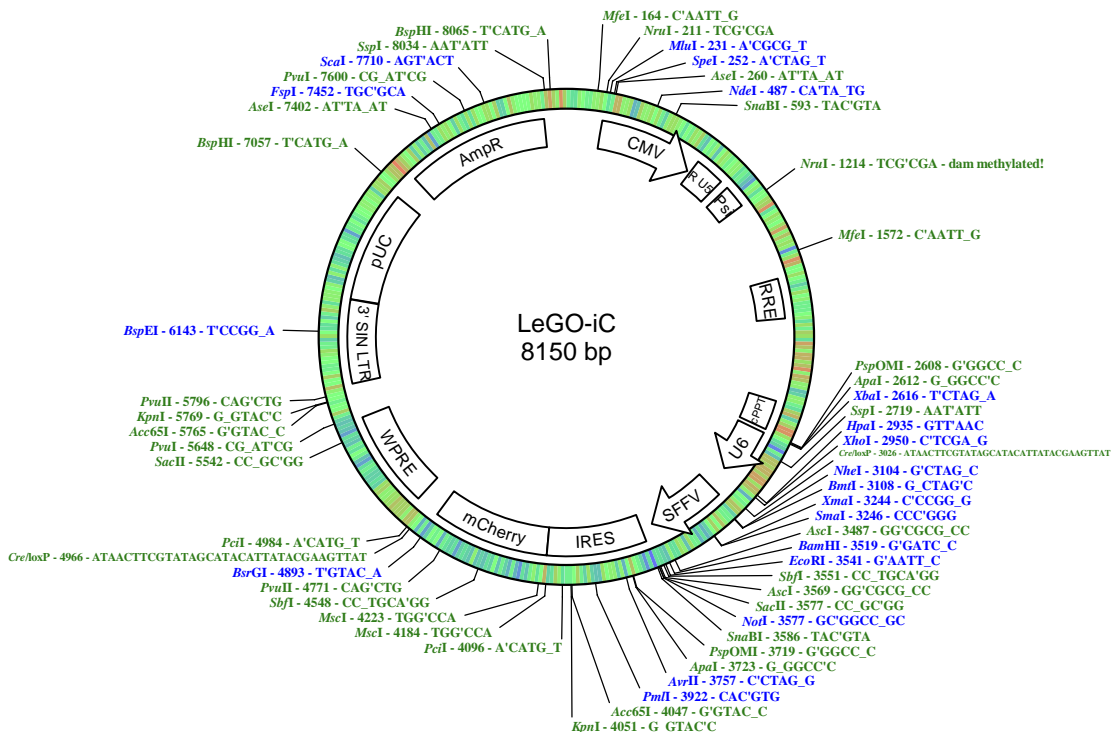 MfeI - 164 - C'AATT_G
NruI - 211 - TCG'CGA
MluI - 231 - A'CGCG_T
SpeI - 252 - A'CTAG_T
AseI - 260 - AT'TA_AT
NdeI - 487 - CA'TA_TG
SnaBI - 593 - TAC'GTA
NruI - 1214 - TCG'CGA - dam methylated!
MfeI - 1572 - C'AATT_G
PspOMI - 2608 - G'GGCC_C
ApaI - 2612 - G_GGCC'C
XbaI - 2616 - T'CTAG_A
SspI - 2719 - AAT'ATT
HpaI - 2935 - GTT'AAC
XhoI - 2950 - C'TCGA_G
Cre/loxP - 3026 - ATAACTTCGTATAGCATACATTATACGAAGTTAT
NheI - 3104 - G'CTAG_C
BmtI - 3108 - G_CTAG'C
XmaI - 3244 - C'CCGG_G
SmaI - 3246 - CCC'GGG
AscI - 3487 - GG'CGCG_CC
BamHI - 3519 - G'GATC_C
EcoRI - 3541 - G'AATT_C
SbfI - 3551 - CC_TGCA'GG
AscI - 3569 - GG'CGCG_CC
SacII - 3577 - CC_GC'GG
NotI - 3577 - GC'GGCC_GC
SnaBI - 3586 - TAC'GTA
PspOMI - 3719 - G'GGCC_C
ApaI - 3723 - G_GGCC'C
AvrII - 3757 - C'CTAG_G
PmlI - 3922 - CAC'GTG
Acc65I - 4047 - G'GTAC_C
KpnI - 4051 - G_GTAC'C
PciI - 4096 - A'CATG_T
MscI - 4184 - TGG'CCA
MscI - 4223 - TGG'CCA
SbfI - 4548 - CC_TGCA'GG
PvuII - 4771 - CAG'CTG
BsrGI - 4893 - T'GTAC_A
Cre/loxP - 4966 - ATAACTTCGTATAGCATACATTATACGAAGTTAT
PciI - 4984 - A'CATG_T
SacII - 5542 - CC_GC'GG
PvuI - 5648 - CG_AT'CG
Acc65I - 5765 - G'GTAC_C
KpnI - 5769 - G_GTAC'C
PvuII - 5796 - CAG'CTG
BspEI - 6143 - T'CCGG_A
BspHI - 7057 - T'CATG_A
AseI - 7402 - AT'TA_AT
FspI - 7452 - TGC'GCA
PvuI - 7600 - CG_AT'CG
ScaI - 7710 - AGT'ACT
SspI - 8034 - AAT'ATT
BspHI - 8065 - T'CATG_A
CMV
R U5
Psi
RRE
cPPT
U6
SFFV
IRES
mCherry
WPRE
3' SIN LTR
pUC
AmpR
LeGO-iC
8150 bp